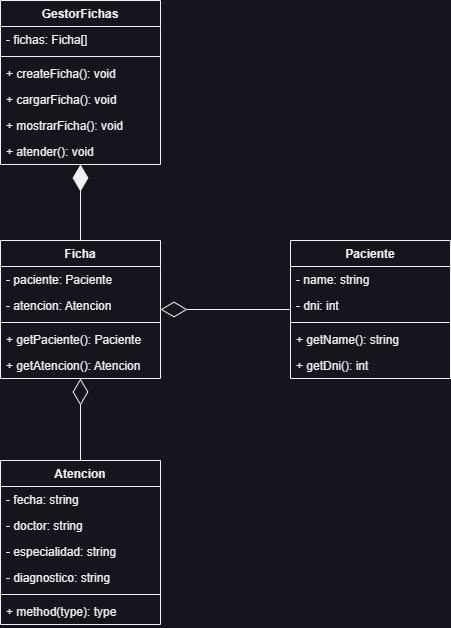 GestorFichas
- fichas: Ficha[]
+ createFicha(): void
+ cargarFicha(): void
+ mostrarFicha(): void
+ atender(): void
Ficha
- paciente: Paciente
- atencion: Atencion
+ getPaciente(): Paciente
+ getAtencion(): Atencion
Paciente
- name: string
- dni: int
+ getName(): string
+ getDni(): int
Atencion
- fecha: string
- doctor: string
- especialidad: string
- diagnostico: string
+ method(type): type